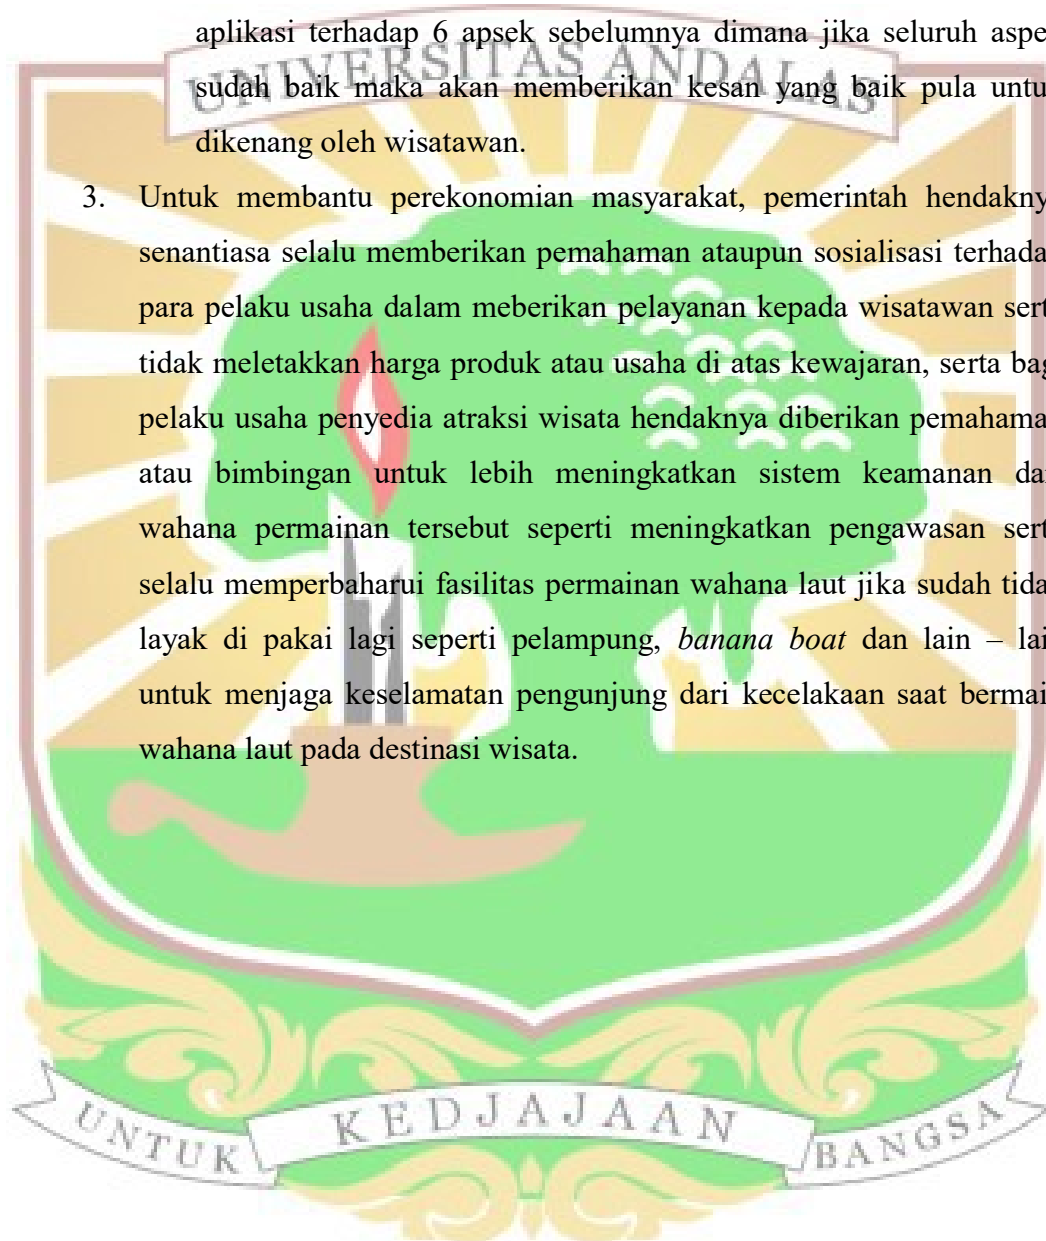 aplikasi terhadap 6 apsek sebelumnya dimana jika seluruh aspe
UNIVERSITAS ANDALAS
sudah baik maka akan memberikan kesan yang baik pula untu
dikenang oleh wisatawan.
3. Untuk membantu perekonomian masyarakat, pemerintah hendakny
senantiasa selalu memberikan pemahaman ataupun sosialisasi terhada
para pelaku usaha dalam meberikan pelayanan kepada wisatawan sert
tidak meletakkan harga produk atau usaha di atas kewajaran, serta bag
pelaku usaha penyedia atraksi wisata hendaknya diberikan pemahama
atau bimbingan untuk lebih meningkatkan sistem keamanan da
wahana permainan tersebut seperti meningkatkan pengawasan sert
selalu memperbaharui fasilitas permainan wahana laut jika sudah tida
layak di pakai lagi seperti pelampung, banana boat dan lain – lai
untuk menjaga keselamatan pengunjung dari kecelakaan saat bermai
wahana laut pada destinasi wisata.
UNTUK KEDJAJAAN BANGSA